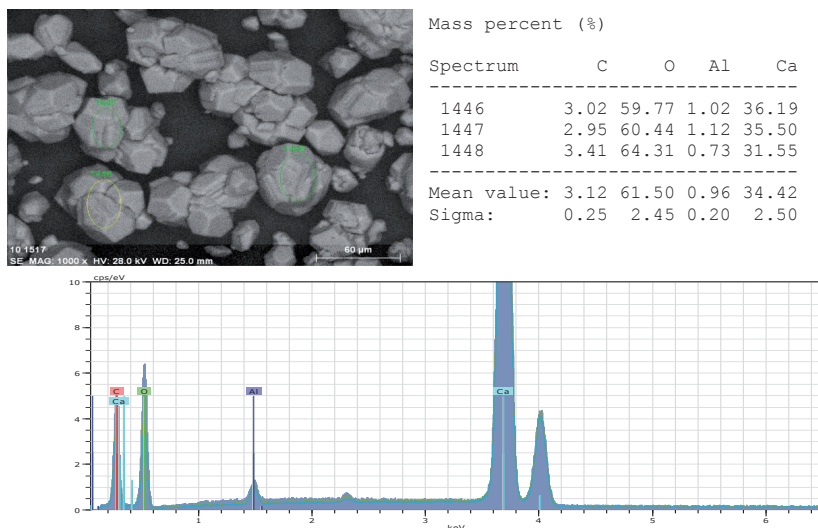 Mass percent (%)
Spectrum C O Al Ca
1446 3.02 59.77 1.02 36.19
1447 2.95 60.44 1.12 35.50
1448 3.41 64.31 0.73 31.55
Mean value: 3.12 61.50 0.96 34.42
Sigma: 0.25 2.45 0.20 2.50
10 1517
60 µm
SE MAG: 1000 x HV: 28.0 kV WD: 25.0 mm
cps/eV
10
8
6
C O Al Ca
Ca
4
2
0
1 2 3 4 5 6
keV